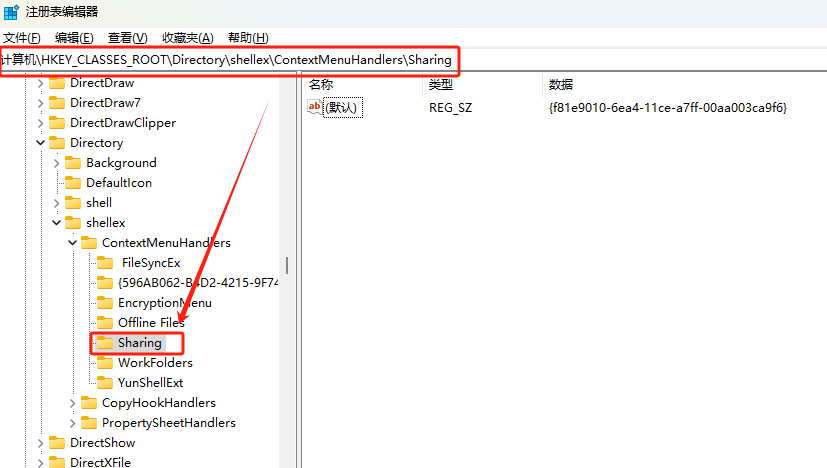 注册表编辑器
文件(F) 编辑(E) 查看(V) 收藏夹(A) 帮助(H)
计算机\HKEY_CLASSES_ROOT\Directory\shellex\ContextMenuHandlers\Sharing
DirectDraw
DirectDraw7
DirectDrawClipper
Directory
Background
DefaultIcon
shell
shellex
ContextMenuHandlers
FileSyncEx
{596AB062-B4D2-4215-9F74
EncryptionMenu
Offline Files
Sharing
WorkFolders
YunShellExt
CopyHookHandlers
PropertySheetHandlers
DirectShow
DirectXFile
名称 类型 数据
ab (默认) REG_SZ {f81e9010-6ea4-11ce-a7ff-00aa003ca9f6}